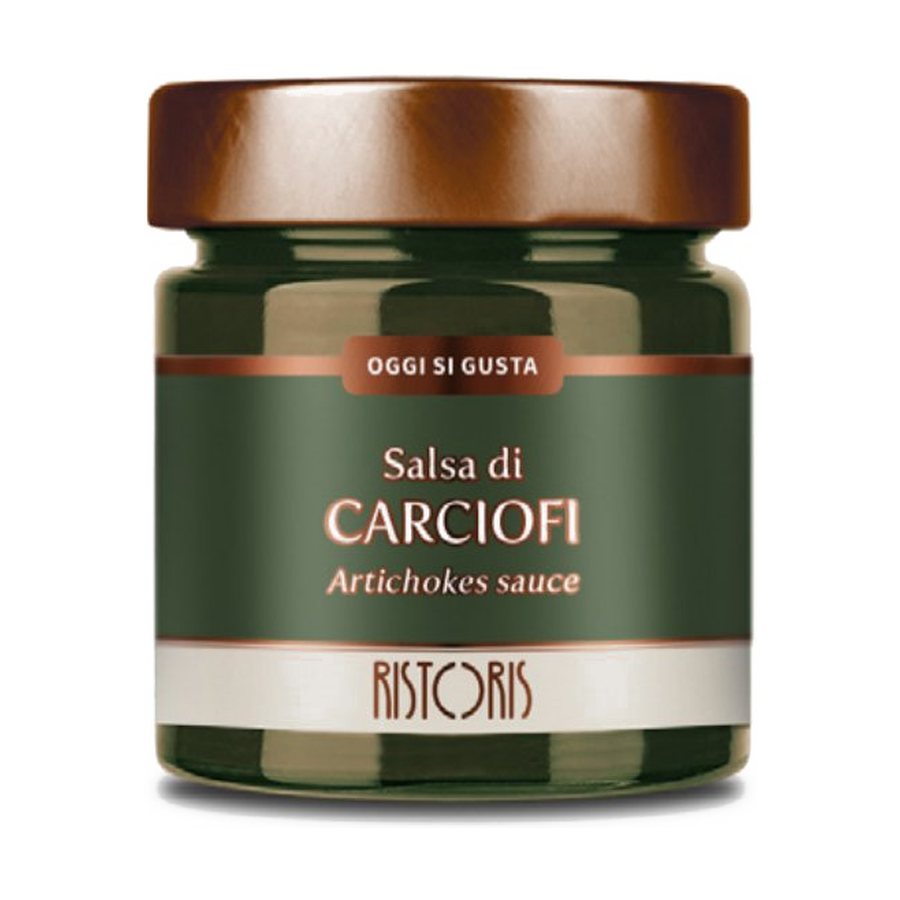 OGGI SI GUSTA
Salsa di
CARCIOFI
Artichokes sauce
RISTORIS